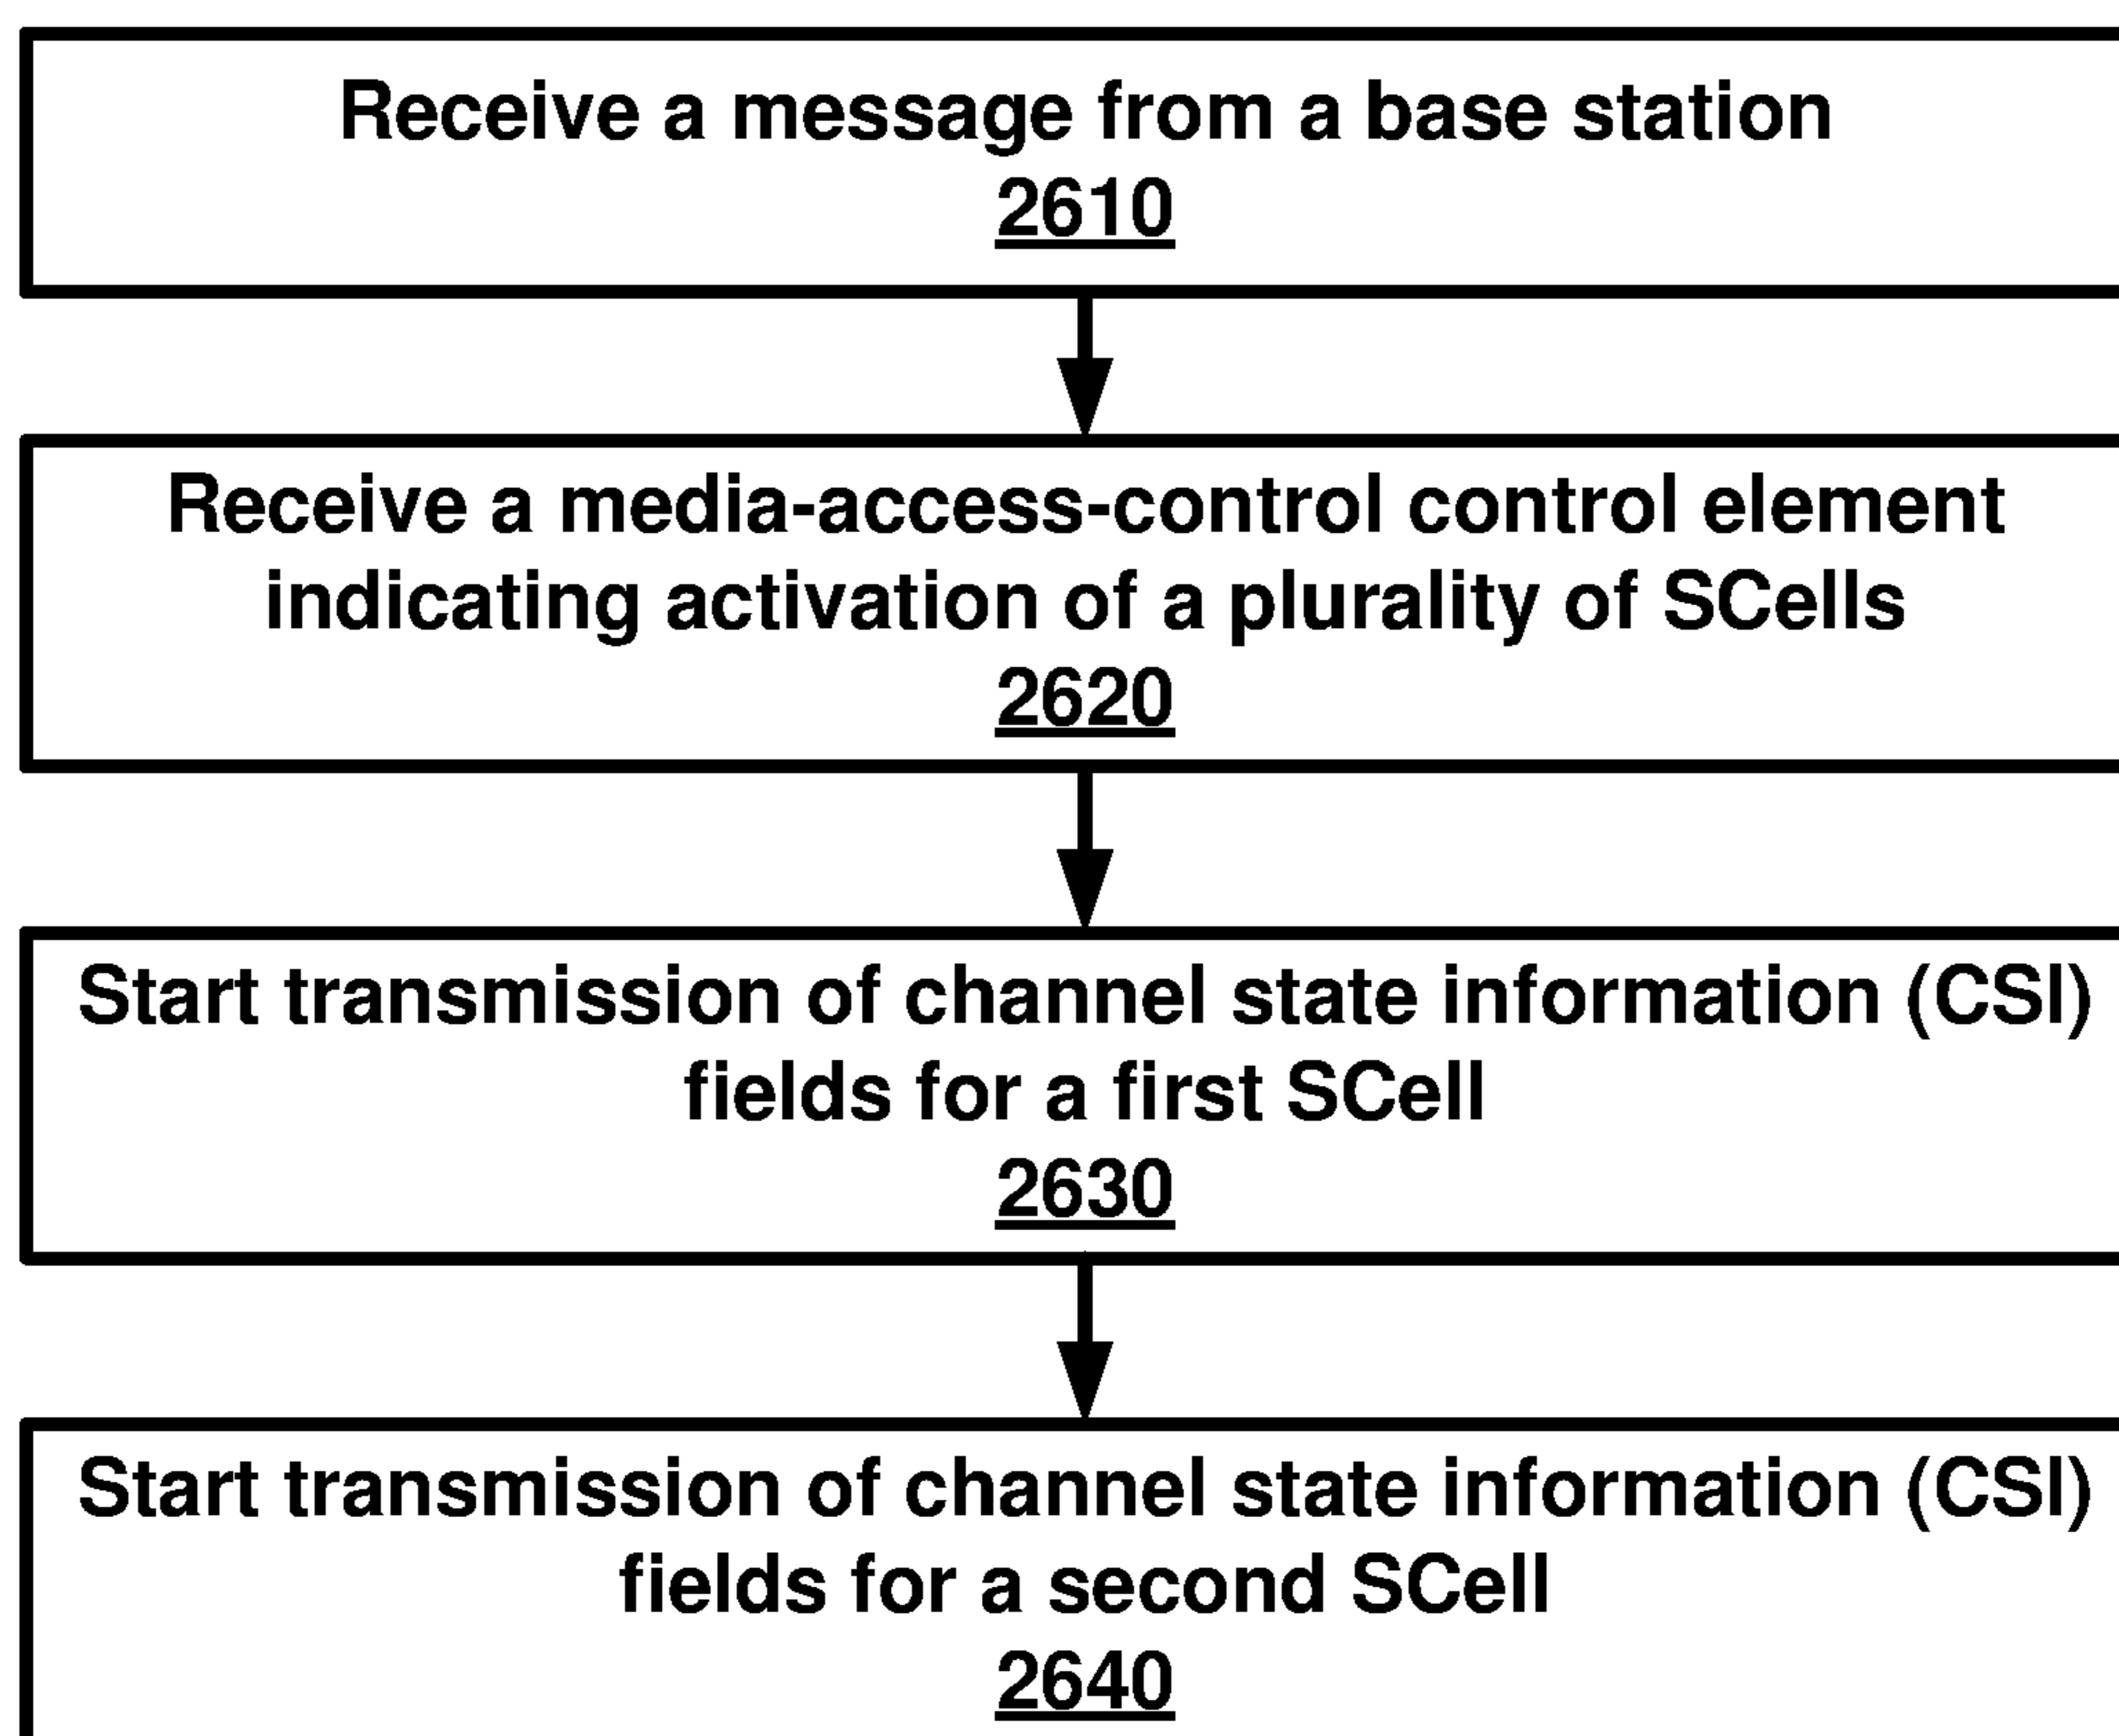 Receive a message from a base station
2610
Receive a media-access-control control element
indicating activation of a plurality of SCells
2620
Start transmission of channel state information (CSI)
fields for a first SCell
2630
Start transmission of channel state information (CSI)
fields for a second SCell
2640